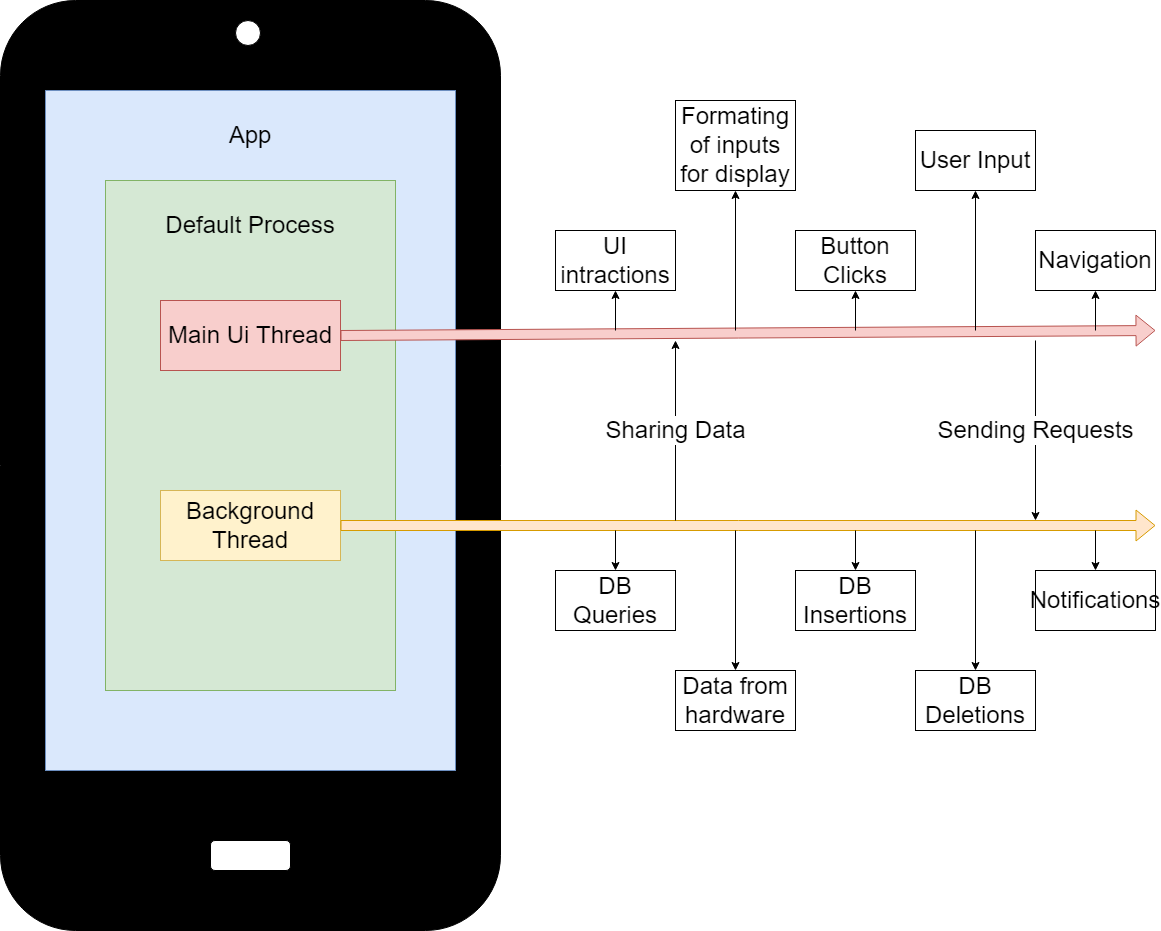 App
Default Process
Main Ui Thread
Background
Thread
Formating
of inputs
for display
User Input
UI
intractions
Button
Clicks
Navigation
Sharing Data
Sending Requests
DB
Queries
DB
Insertions
Notifications
Data from
hardware
DB
Deletions